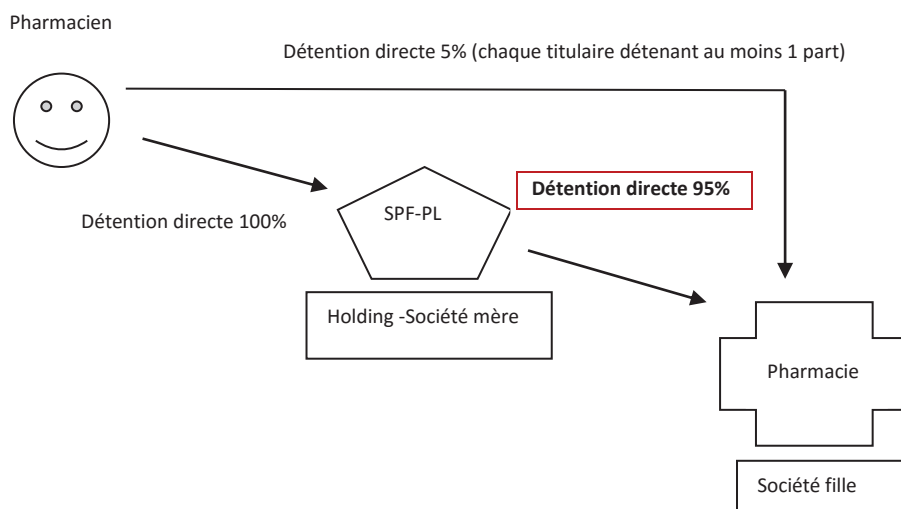 Pharmacien
Détention directe 5% (chaque titulaire détenant au moins 1 part)
Détention directe 95%
SPF-PL
Détention directe 100%
Holding -Société mère
Pharmacie
Société fille